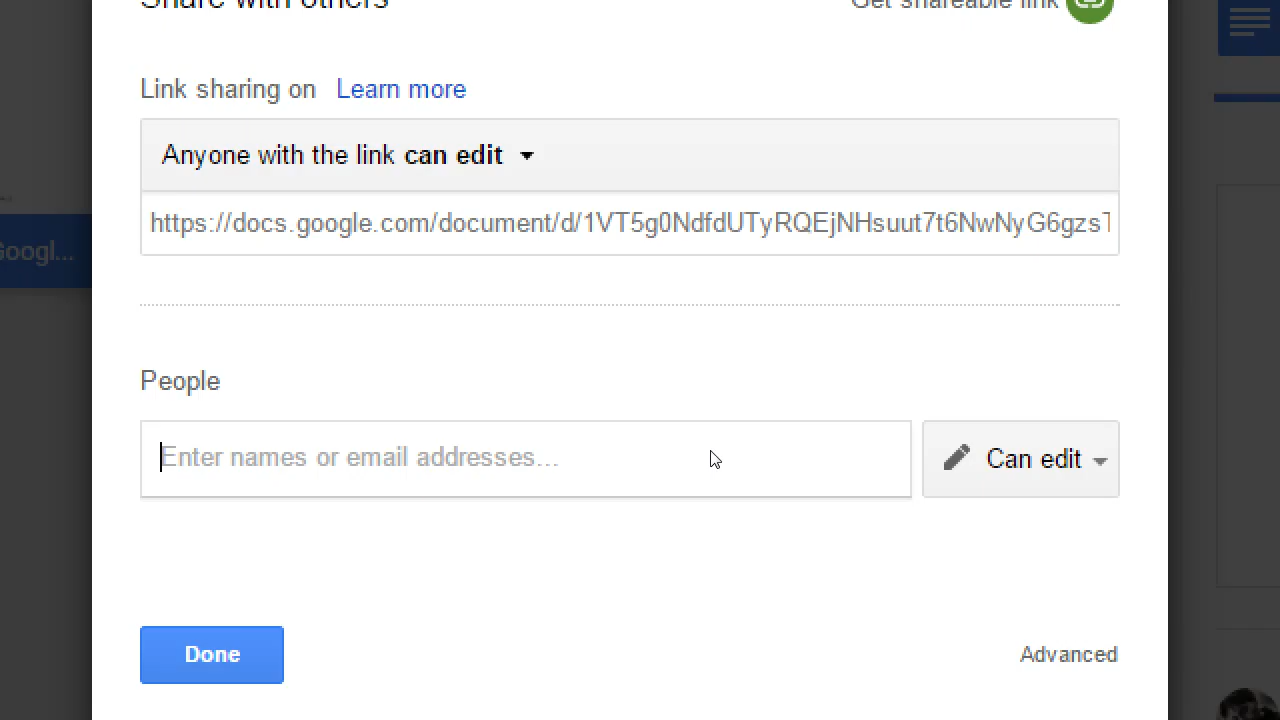 Share with others
Get shareable link
Link sharing on Learn more
Anyone with the link can edit
https://docs.google.com/document/d/1VT5g0NdfdUTyRQEjNHsuut7t6NwNyG6gzsT
Googl...
People
Enter names or email addresses...
Can edit
Done
Advanced